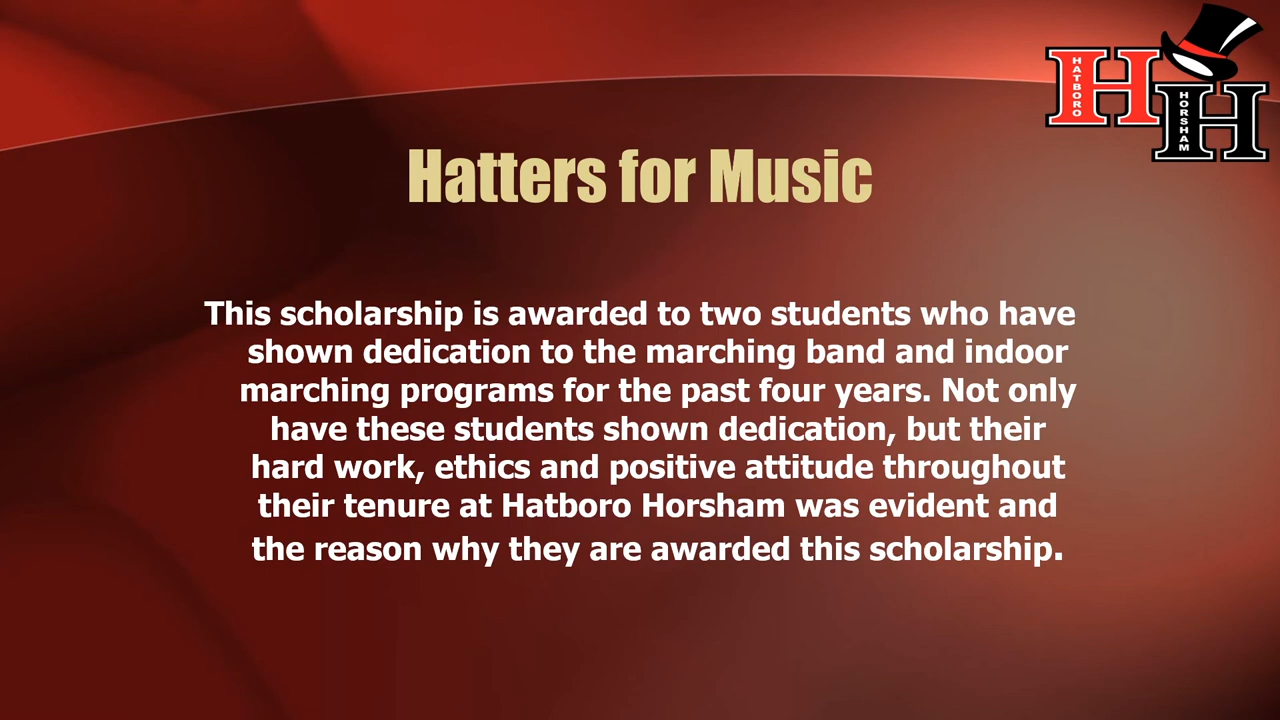 HATBORO
HORSHAM
Hatters for Music
This scholarship is awarded to two students who have
shown dedication to the marching band and indoor
marching programs for the past four years. Not only
have these students shown dedication, but their
hard work, ethics and positive attitude throughout
their tenure at Hatboro Horsham was evident and
the reason why they are awarded this scholarship.